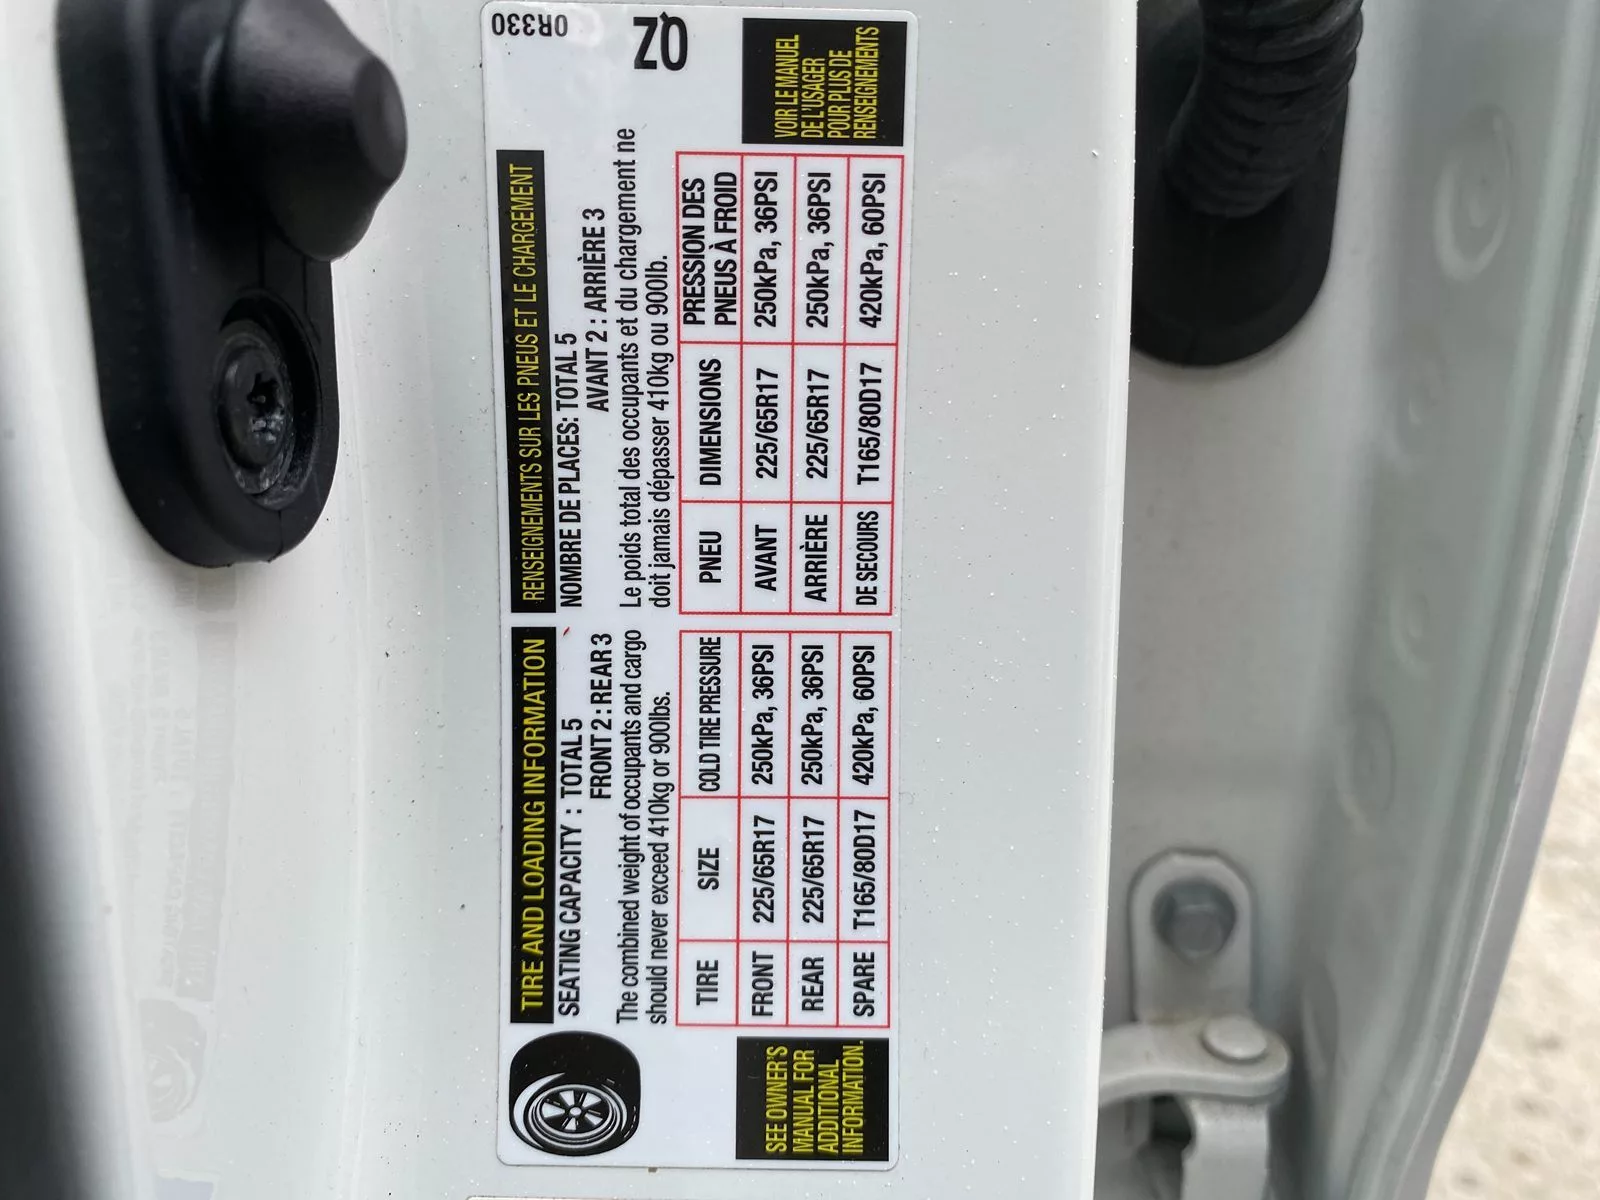 TIRE AND LOADING INFORMATION
SEATING CAPACITY : TOTAL 5
FRONT 2 : REAR 3
The combined weight of occupants and cargo
should never exceed 410kg or 900lbs.
TIRE SIZE COLD TIRE PRESSURE
FRONT 225/65R17 250kPa, 36PSI
REAR 225/65R17 250kPa, 36PSI
SPARE T165/80D17 420kPa, 60PSI
SEE OWNER'S
MANUAL FOR
ADDITIONAL
INFORMATION.
RENSEIGNEMENTS SUR LES PNEUS ET LE CHARGEMENT
NOMBRE DE PLACES: TOTAL 5
AVANT 2 : ARRIÈRE 3
Le poids total des occupants et du chargement ne
doit jamais dépasser 410kg ou 900lb.
PNEU DIMENSIONS PRESSION DES
PNEUS À FROID
AVANT 225/65R17 250kPa, 36PSI
ARRIÈRE 225/65R17 250kPa, 36PSI
DE SECOURS T165/80D17 420kPa, 60PSI
0R330
QZ
VOIR LE MANUEL
DE L'USAGER
POUR PLUS DE
RENSEIGNEMENTS